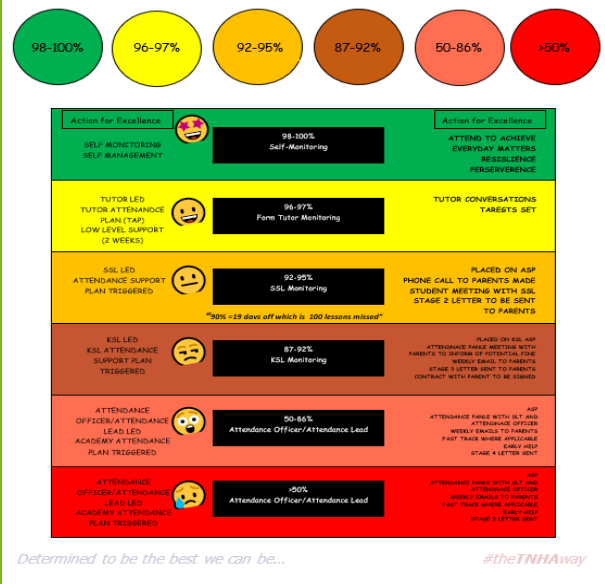 98-100%
96-97%
92-95%
87-92%
50-86%
>50%
Action for Excellence
SELF MONITORING
SELF MANAGEMENT
98-100%
Self-Monitoring
Action for Excellence
ATTEND TO ACHIEVE
EVERYDAY MATTERS
RESISLIENCE
PERSERVERENCE
TUTOR LED
TUTOR ATTENANDCE
PLAN (TAP)
LOW LEVEL SUPPORT
(2 WEEKS)
96-97%
Form Tutor Monitoring
TUTOR CONVERSATIONS
TAREGTS SET
SSL LED
ATTENDANCE SUPPORT
PLAN TRIGGERED
92-95%
SSL Monitoring
"90% =19 days off which is 100 lessons missed"
PLACED ON ASP
PHONE CALL TO PARENTS MADE
STUDENT MEETING WITH SSL
STAGE 2 LETTER TO BE SENT
TO PARENTS
KSL LED
KSL ATTENDANCE
SUPPORT PLAN
TRIGGERED
87-92%
KSL Monitoring
PLACED ON KSL ASP
ATTENDNACE PANLE MEETING WITH
PARENTS TO INFORM OF POTENTIAL FINE
WEEKLY EMAIL TO PARENTS
STAGE 3 LETTER SENT TO PARENTS
CONTRACT WITH PARENT TO BE SIGNED
ATTENDANCE
OFFICER/ATTENDANCE
LEAD LED
ACADEMY ATTENDANCE
PLAN TRIGGERED
50-86%
Attendance Officer/Attendance Lead
ASP
ATTENDANCE PANLE WITH SLT AND
ATTENDNACE OFFICER
WEEKLY EMAILS TO PARENTS
FAST TRACK WHERE APPLICABLE
EARLY HELP
STAGE 4 LETTER SENT
ATTENDANCE
OFFICER/ATTENDANCE
LEAD LED
ACADEMY ATTENDANCE
PLAN TRIGGERED
>50%
Attendance Officer/Attendance Lead
ASP
ATTENDANCE PANLE WITH SLT AND
ATTENDNACE OFFICER
WEEKLY EMAILS TO PARENTS
FAST TRACK WHERE APPLICABLE
EARLY HELP
STAGE 5 LETTER SENT
Determined to be the best we can be...
#theTNHAway